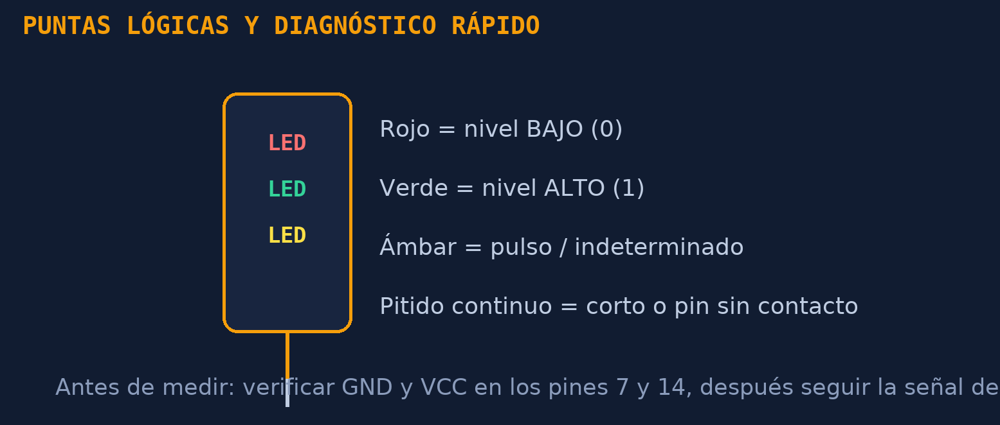 PUNTAS LÓGICAS Y DIAGNÓSTICO RÁPIDO
LED
LED
LED
Rojo = nivel BAJO (0)
Verde = nivel ALTO (1)
Ámbar = pulso / indeterminado
Pitido continuo = corto o pin sin contacto
Antes de medir: verificar GND y VCC en los pines 7 y 14, después seguir la señal de